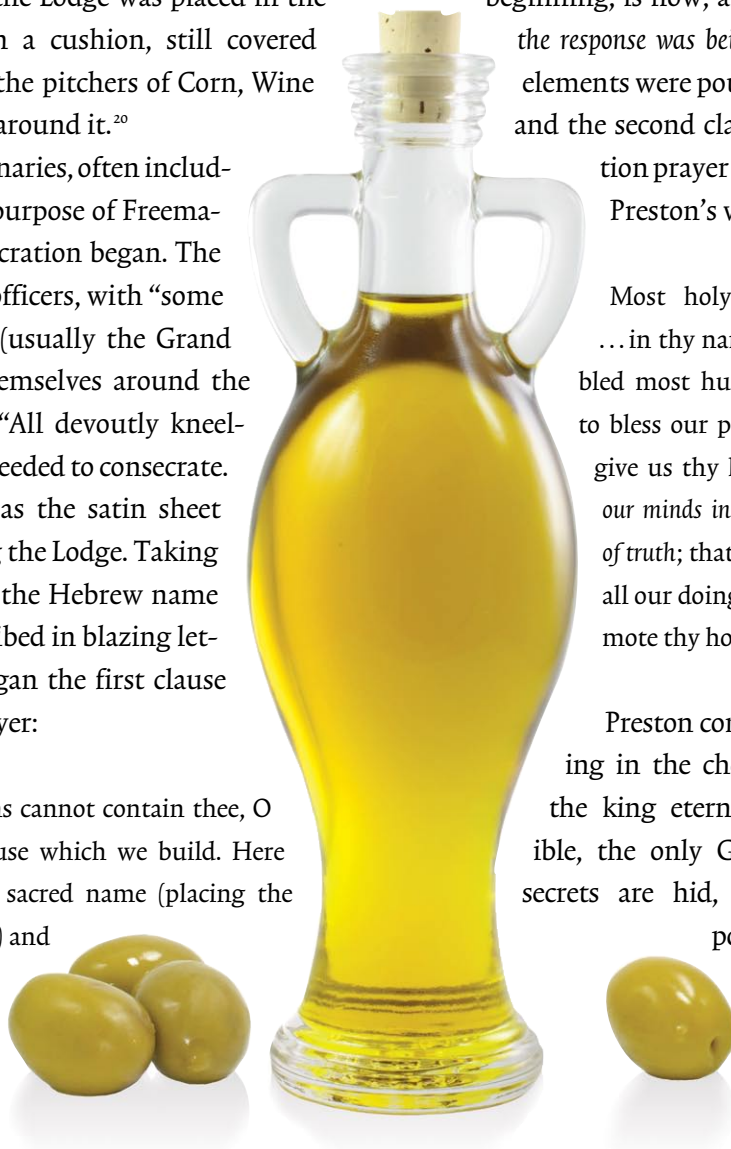 the Lodge was placed in the
n a cushion, still covered
the pitchers of Corn, Wine
around it.²⁰
naries, often includ-
purpose of Freema-
cration began. The
officers, with “some
(usually the Grand
emselves around the
“All devoutly kneel-
eeded to consecrate.
as the satin sheet
g the Lodge. Taking
the Hebrew name
ibed in blazing let-
gan the first clause
yer:
ns cannot contain thee, O
use which we build. Here
sacred name (placing the
) and
beginning, is now, a
the response was bei
elements were pou
and the second cla
tion prayer
Preston’s w
Most holy
…in thy nar
bled most hu
to bless our p
give us thy
our minds in
of truth; that
all our doing
mote thy ho
Preston con
ing in the ch
the king etern
ible, the only G
secrets are hid,
po